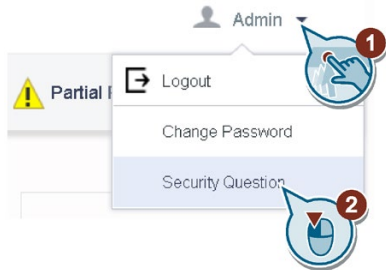 Admin
1
Partial
Logout
Change Password
Security Question
2